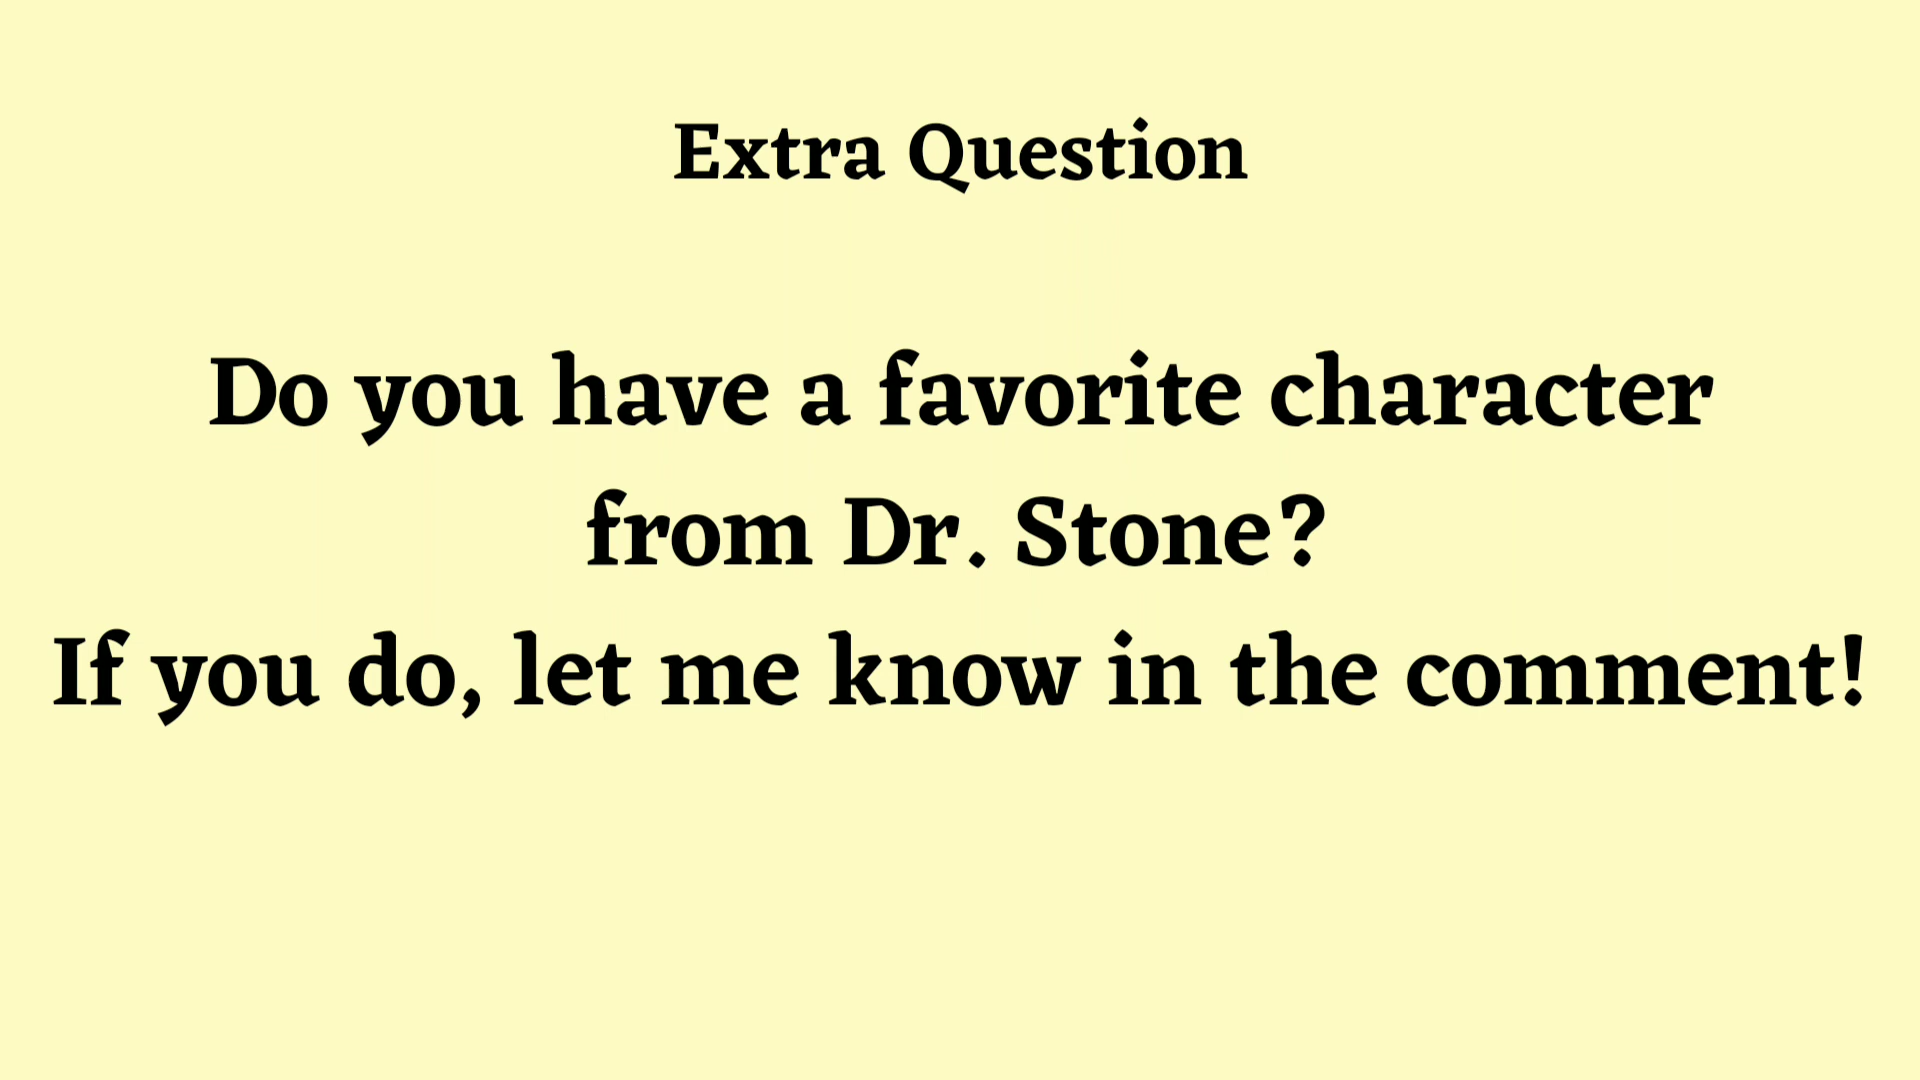 Extra Question
Do you have a favorite character
from Dr. Stone?
If you do, let me know in the comment!